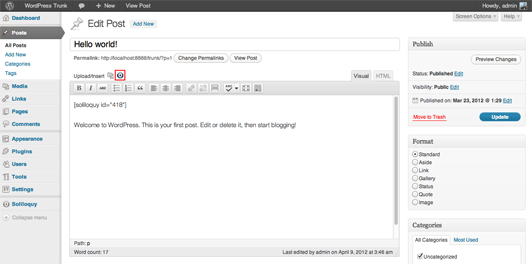 WordPress Trunk
+ New
View Post
Howdy, admin
Dashboard
Edit Post
Add New
Screen Options
Help
Posts
All Posts
Add New
Categories
Tags
Media
Links
Pages
Comments
Appearance
Plugins
Users
Tools
Settings
Soliloquy
Collapse menu
Hello world!
Permalink: http://localhost:8888/trunk/?p=1
Change Permalinks
View Post
Upload/Insert
Visual
HTML
B I ABC
[soliloquy id="418"]
Welcome to WordPress. This is your first post. Edit or delete it, then start blogging!
Path: p
Word count: 17
Last edited by admin on April 9, 2012 at 3:46 am
Publish
Preview Changes
Status: Published Edit
Visibility: Public Edit
Published on: Mar 23, 2012 @ 1:29 Edit
Move to Trash
Update
Format
Standard
Aside
Link
Gallery
Status
Quote
Image
Categories
All Categories
Most Used
Uncategorized